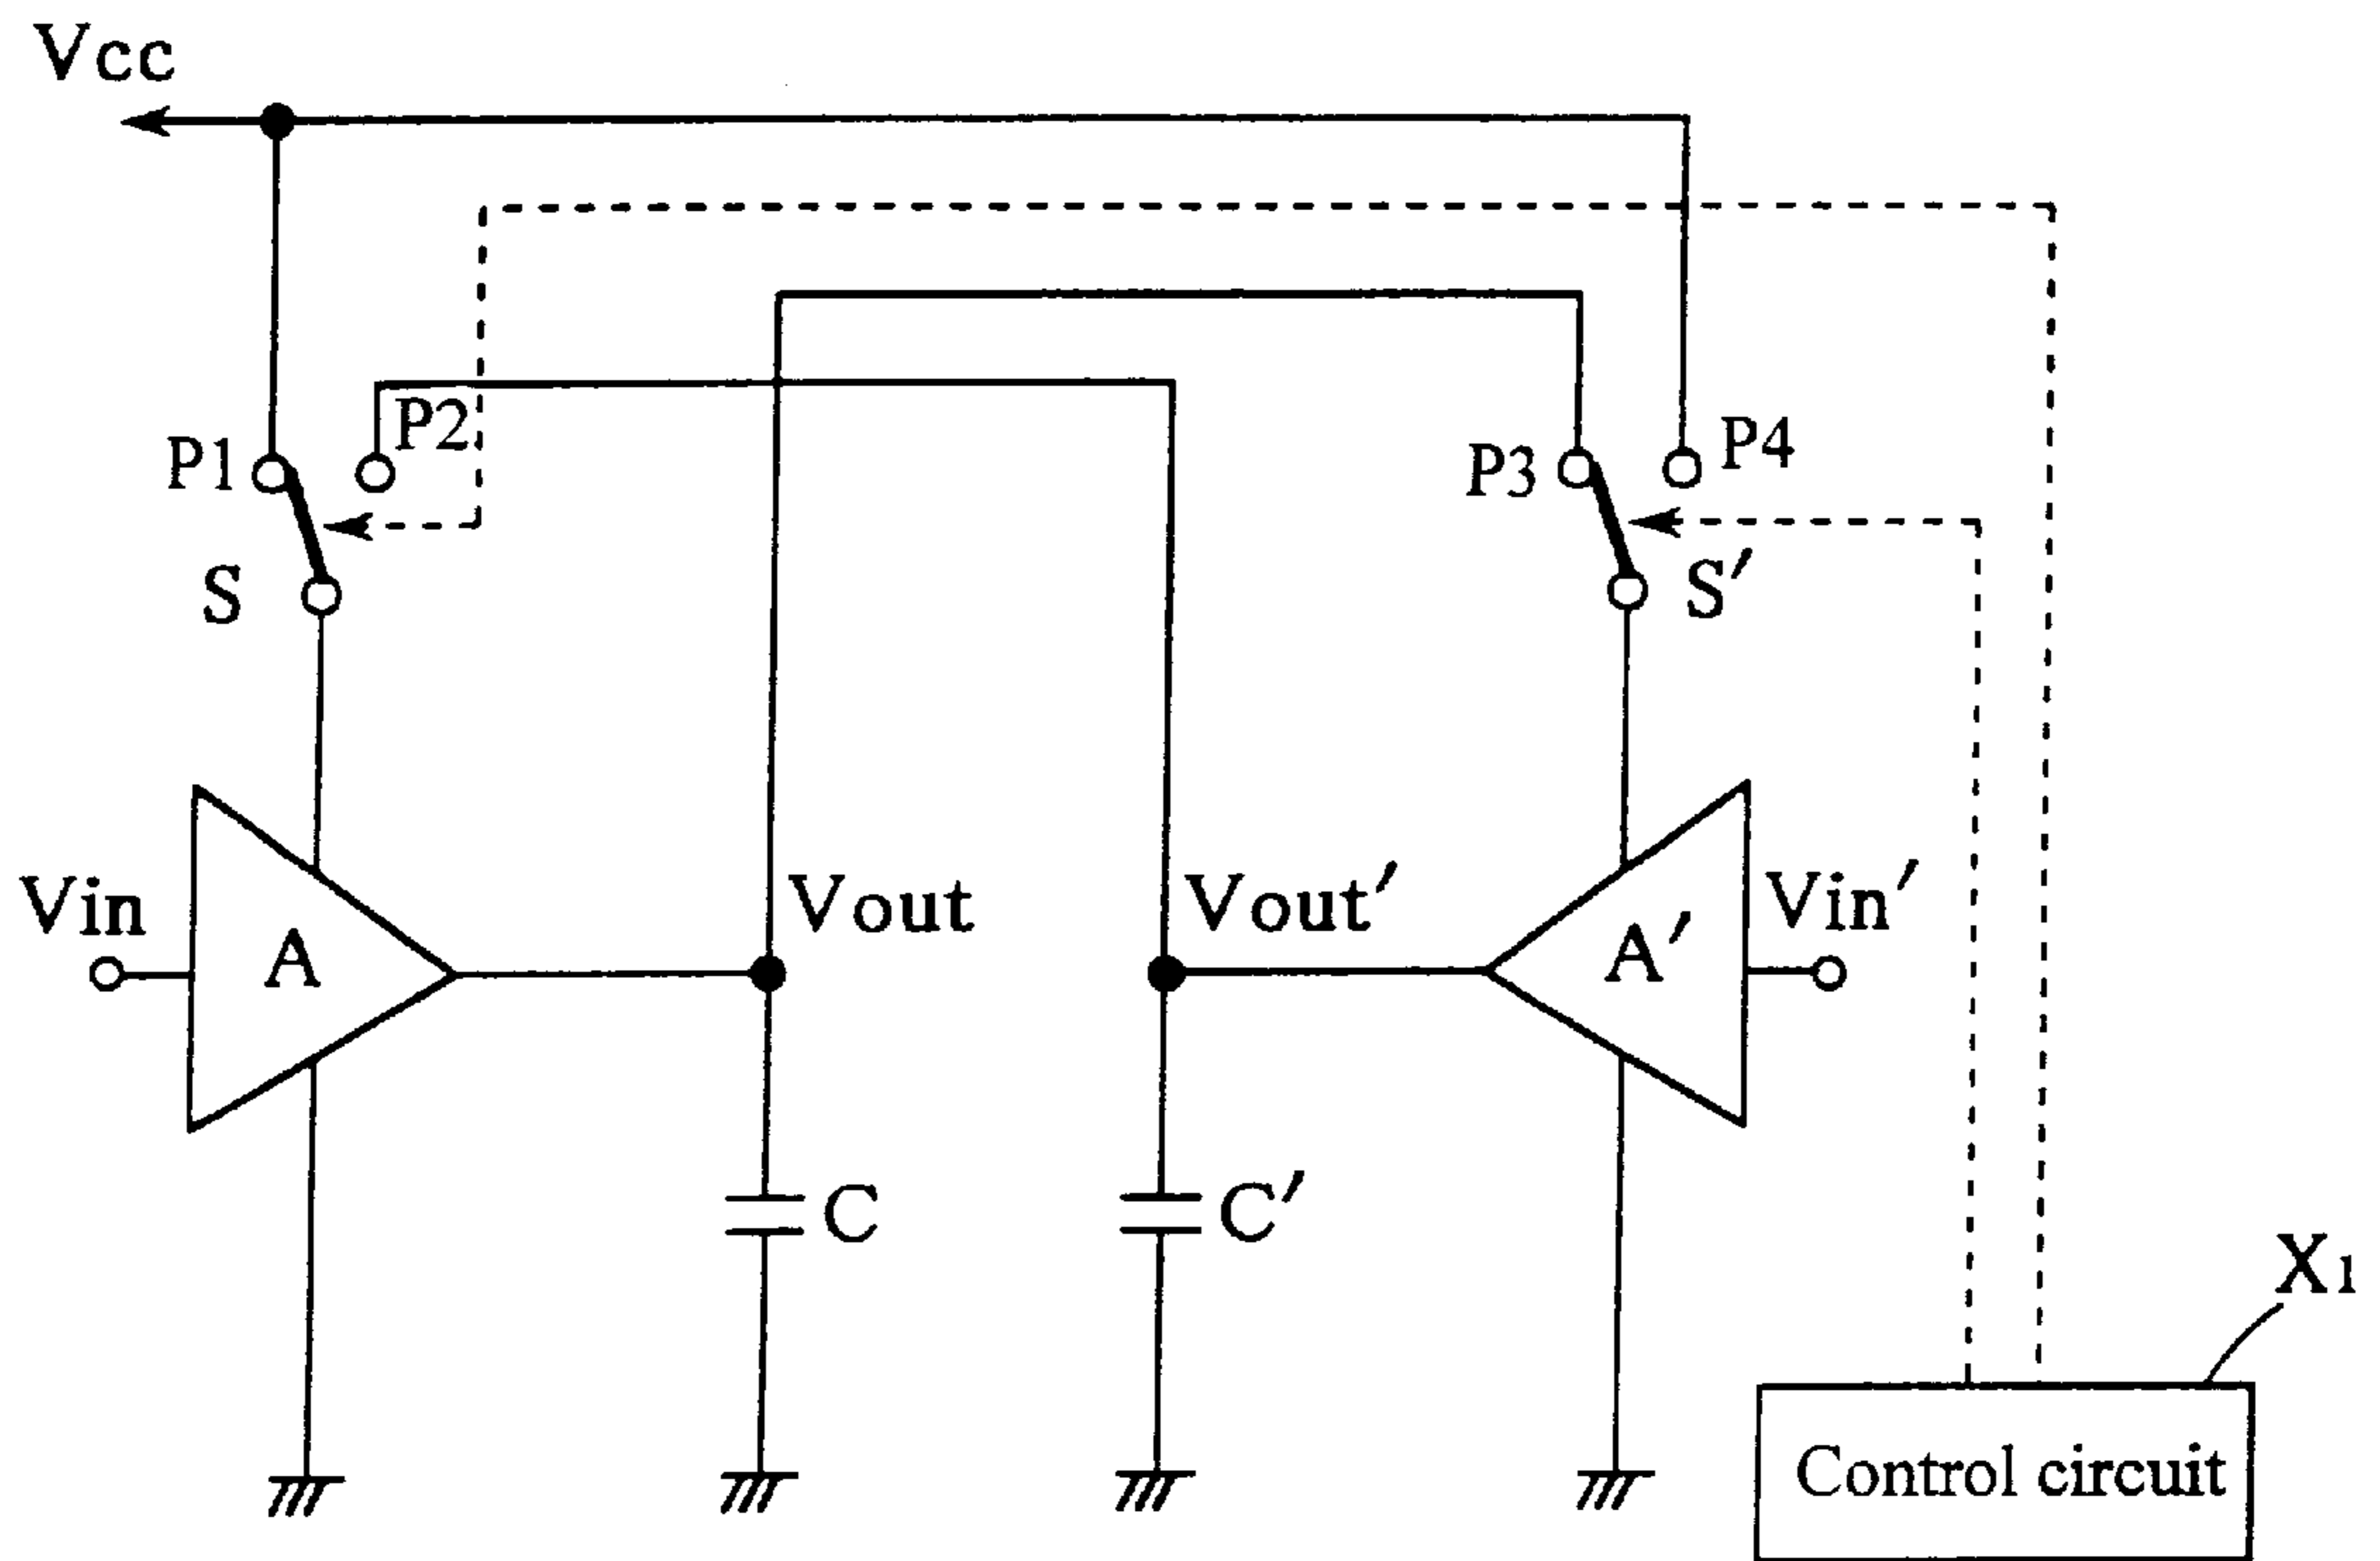 Vcc
P1
P2
P3
P4
S
S′
Vin
A
Vout
Vout′
A′
Vin′
C
C′
X1
Control circuit